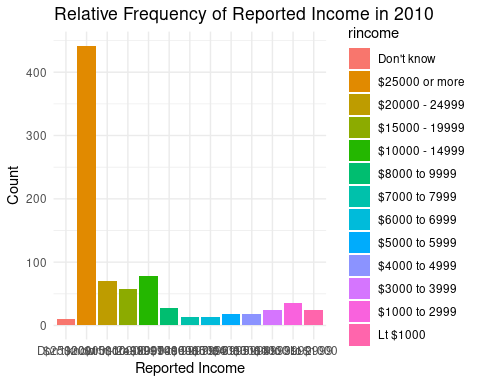 Relative Frequency of Reported Income in 2010
rincome
Don't know
$25000 or more
$20000 - 24999
$15000 - 19999
$10000 - 14999
$8000 to 9999
$7000 to 7999
$6000 to 6999
$5000 to 5999
$4000 to 4999
$3000 to 3999
$1000 to 2999
Lt $1000
Count
400
300
200
100
0
Reported Income